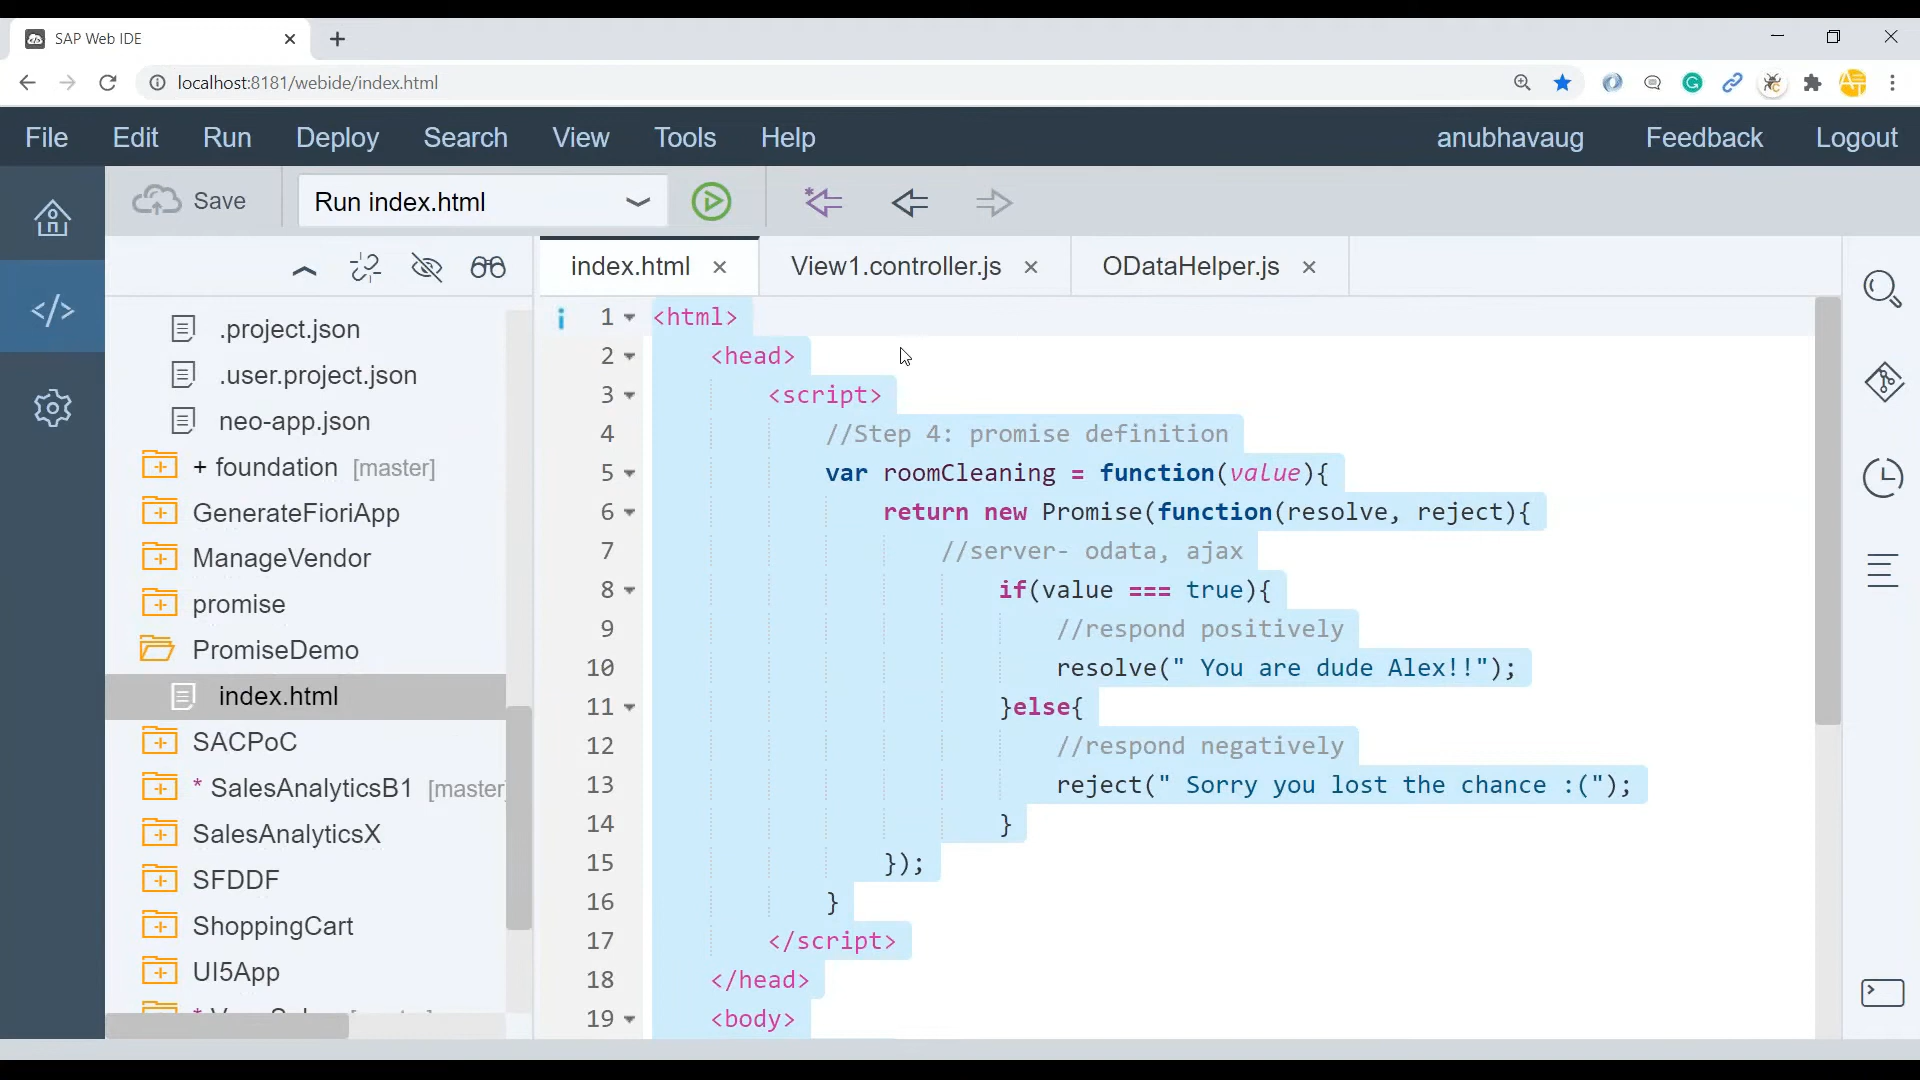 SAP Web IDE
localhost:8181/webide/index.html
File Edit Run Deploy Search View Tools Help anubhavaug Feedback Logout
Save Run index.html
index.html View1.controller.js ODataHelper.js
.project.json
.user.project.json
neo-app.json
+ foundation [master]
GenerateFioriApp
ManageVendor
promise
PromiseDemo
index.html
SACPoC
* SalesAnalyticsB1 [master]
SalesAnalyticsX
SFDDF
ShoppingCart
UI5App
1 <html>
2 <head>
3 <script>
4 //Step 4: promise definition
5 var roomCleaning = function(value){
6 return new Promise(function(resolve, reject){
7 //server- odata, ajax
8 if(value === true){
9 //respond positively
10 resolve(" You are dude Alex!!");
11 }else{
12 //respond negatively
13 reject(" Sorry you lost the chance :(");
14 }
15 });
16 }
17 </script>
18 </head>
19 <body>